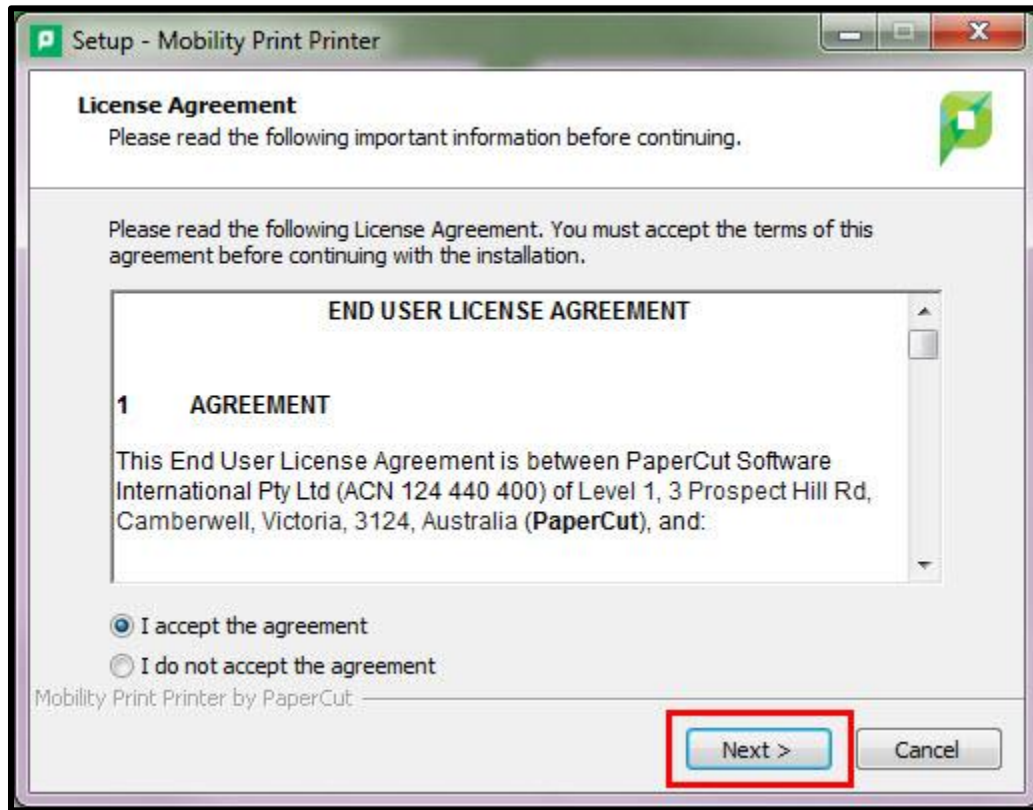 Setup - Mobility Print Printer
License Agreement
Please read the following important information before continuing.
Please read the following License Agreement. You must accept the terms of this
agreement before continuing with the installation.
END USER LICENSE AGREEMENT
1 AGREEMENT
This End User License Agreement is between PaperCut Software
International Pty Ltd (ACN 124 440 400) of Level 1, 3 Prospect Hill Rd,
Camberwell, Victoria, 3124, Australia (PaperCut), and:
I accept the agreement
I do not accept the agreement
Mobility Print Printer by PaperCut
Next >
Cancel